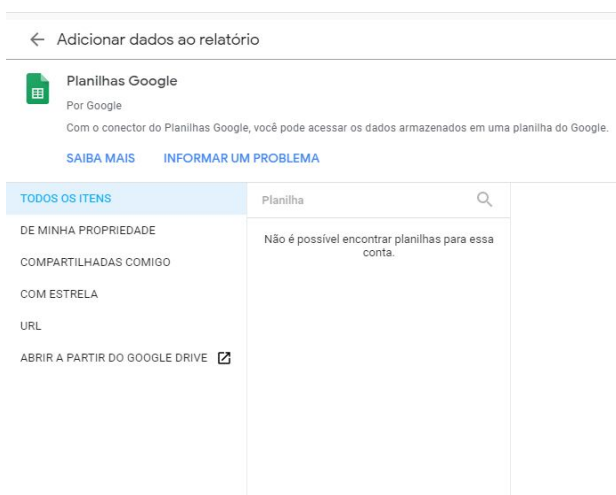 Adicionar dados ao relatório
Planilhas Google
Por Google
Com o conector do Planilhas Google, você pode acessar os dados armazenados em uma planilha do Google.
SAIBA MAIS INFORMAR UM PROBLEMA
TODOS OS ITENS
DE MINHA PROPRIEDADE
COMPARTILHADAS COMIGO
COM ESTRELA
URL
ABRIR A PARTIR DO GOOGLE DRIVE
Planilha
Não é possível encontrar planilhas para essa
conta.